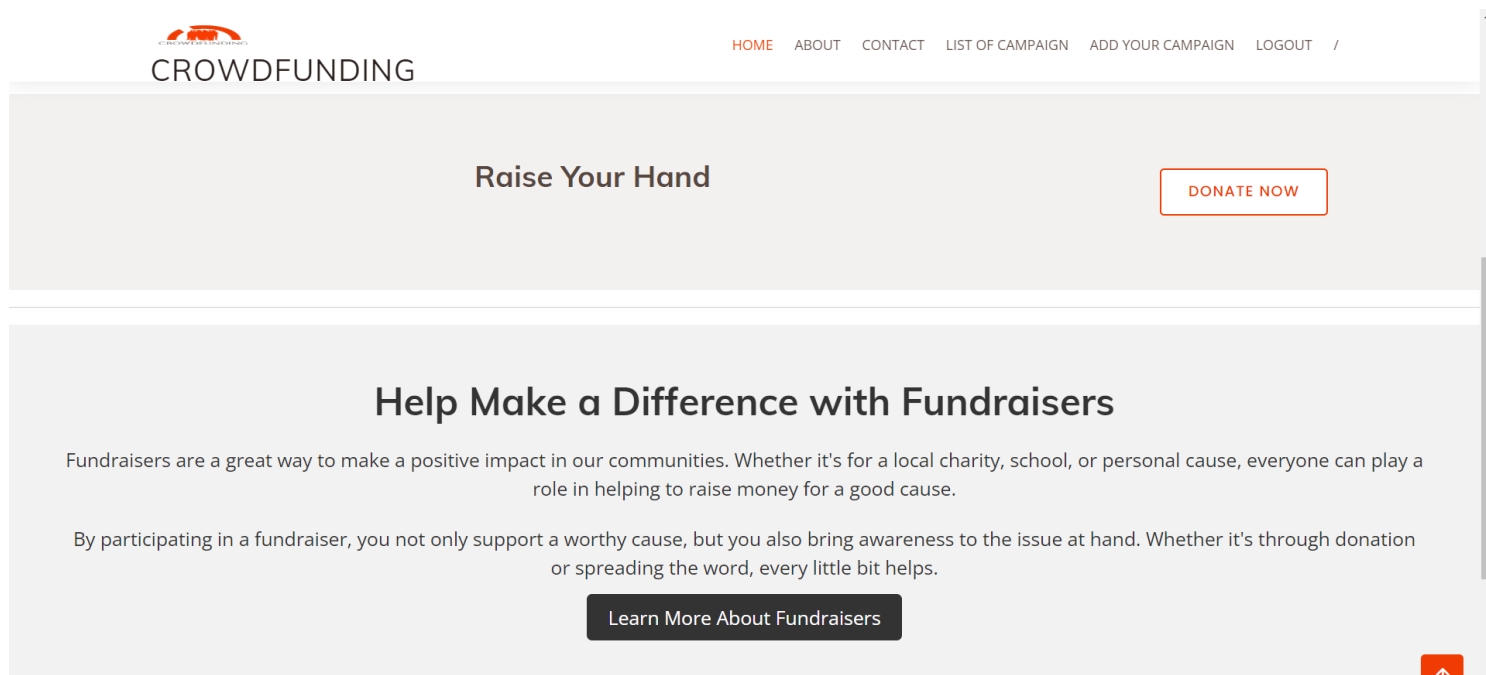 CROWDFUNDING
CROWDFUNDING
HOME ABOUT CONTACT LIST OF CAMPAIGN ADD YOUR CAMPAIGN LOGOUT /
Raise Your Hand
DONATE NOW
Help Make a Difference with Fundraisers
Fundraisers are a great way to make a positive impact in our communities. Whether it's for a local charity, school, or personal cause, everyone can play a
role in helping to raise money for a good cause.
By participating in a fundraiser, you not only support a worthy cause, but you also bring awareness to the issue at hand. Whether it's through donation
or spreading the word, every little bit helps.
Learn More About Fundraisers